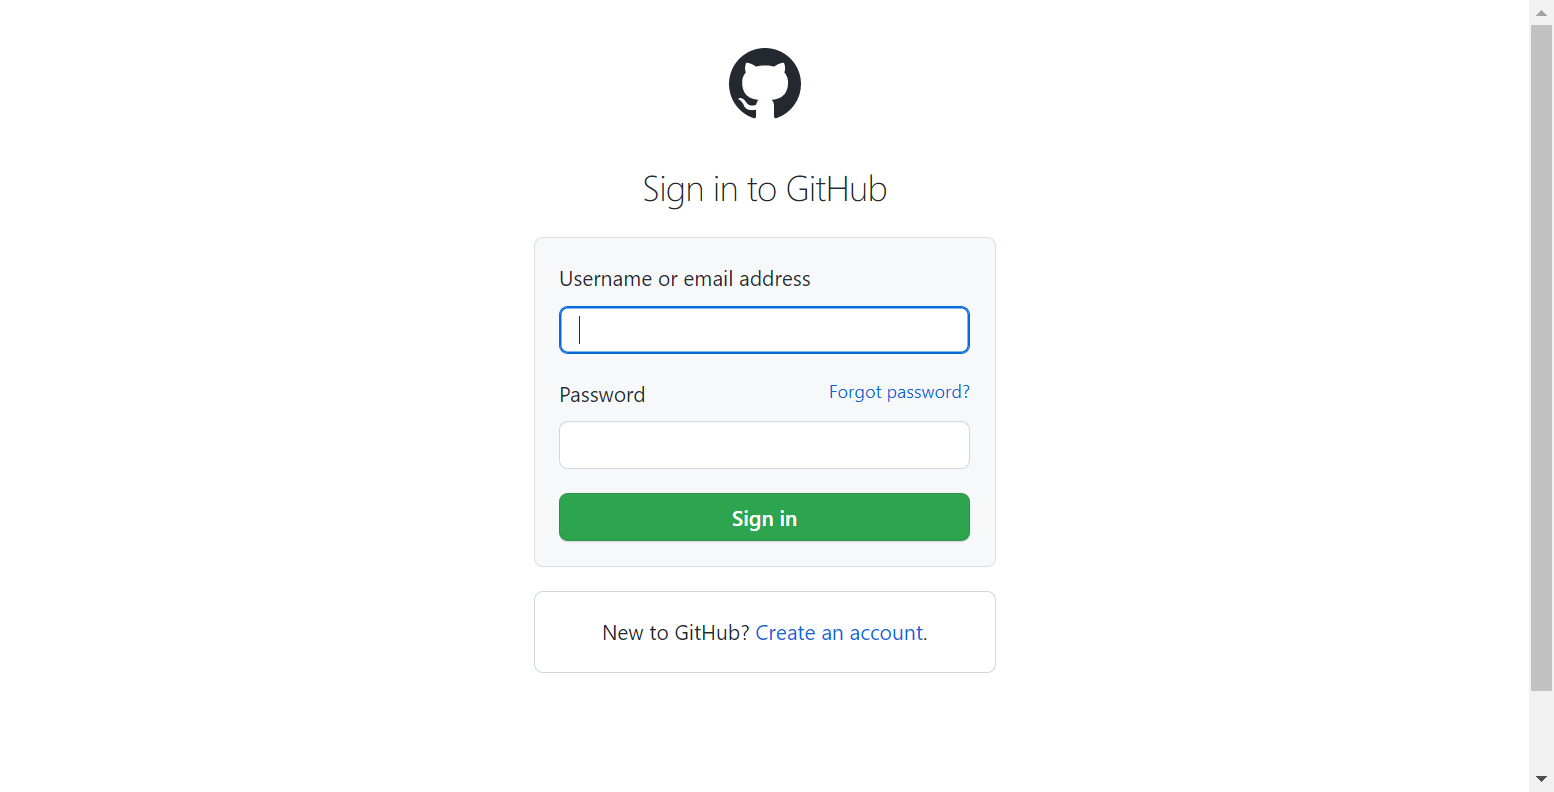 Sign in to GitHub
Username or email address
Password
Forgot password?
Sign in
New to GitHub? Create an account.